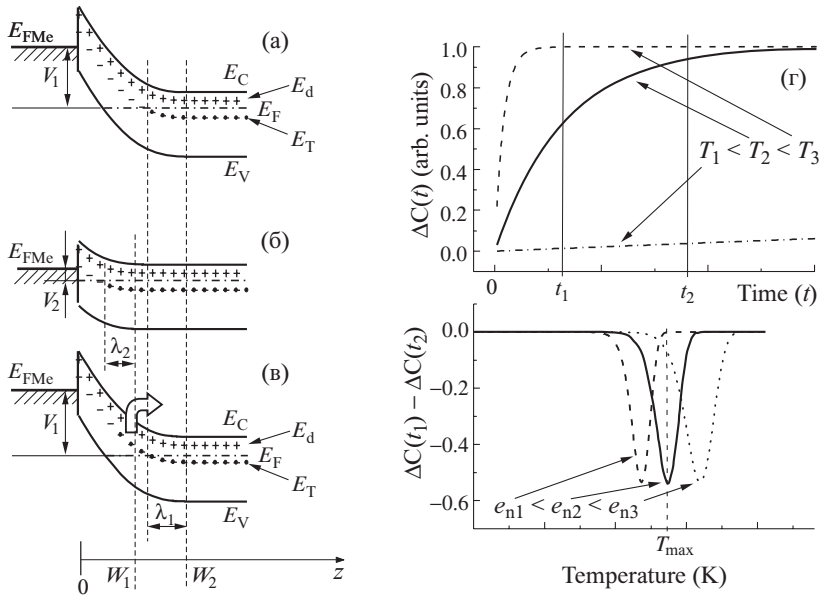 E_FMe
(а)
V_1
E_C
E_d
E_F
E_T
E_V
(б)
E_FMe
V_2
λ_2
(в)
E_FMe
V_1
E_C
E_d
E_F
E_T
E_V
λ_1
0
W_1
W_2
z
ΔC(t) (arb. units)
1.0
0.8
0.6
0.4
0.2
0.0
(г)
T_1 < T_2 < T_3
0
t_1
t_2
Time (t)
ΔC(t_1) − ΔC(t_2)
−0.0
−0.2
−0.4
−0.6
e_n1 < e_n2 < e_n3
T_max
Temperature (K)